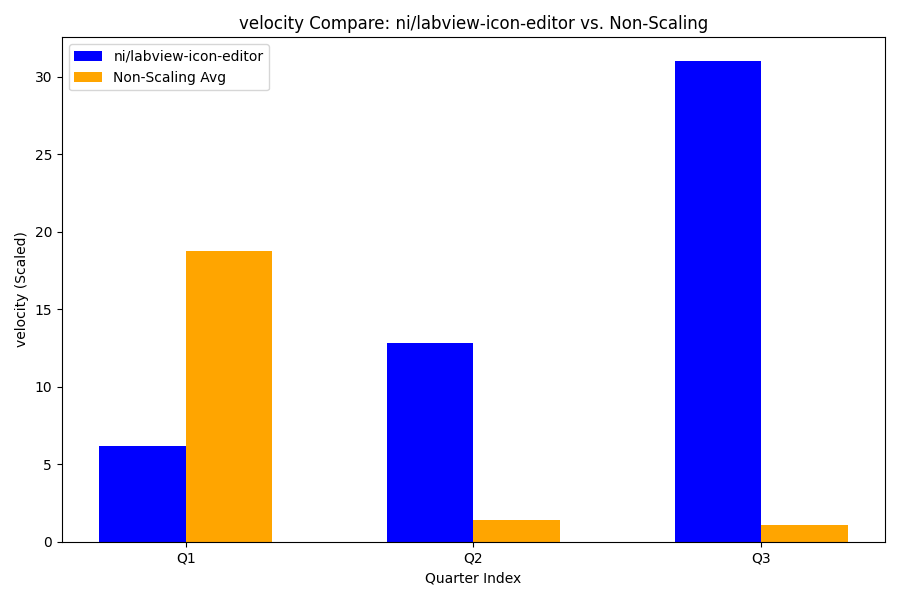 velocity Compare: ni/labview-icon-editor vs. Non-Scaling
ni/labview-icon-editor
Non-Scaling Avg
velocity (Scaled)
30
25
20
15
10
5
0
Q1
Q2
Q3
Quarter Index